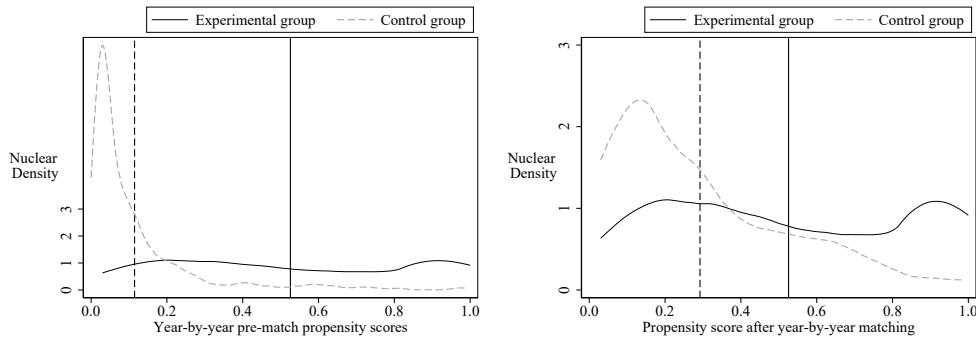 Experimental group Control group
Nuclear
Density
3
2
1
0
0.0 0.2 0.4 0.6 0.8 1.0
Year-by-year pre-match propensity scores
Experimental group Control group
Nuclear
Density
3
2
1
0
0.0 0.2 0.4 0.6 0.8 1.0
Propensity score after year-by-year matching